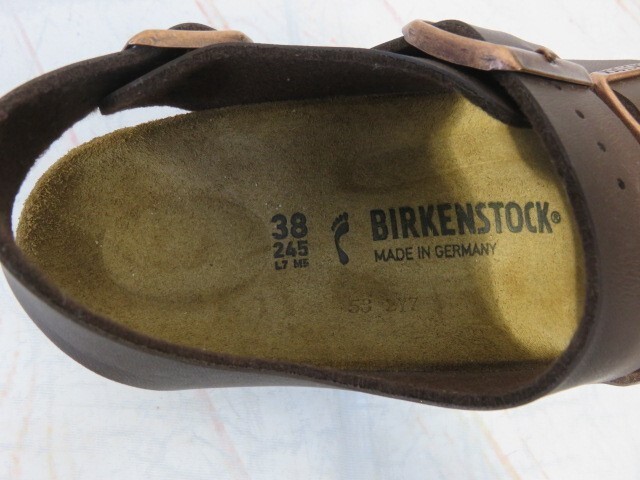 38
245
L7 M5
BIRKENSTOCK®
MADE IN GERMANY